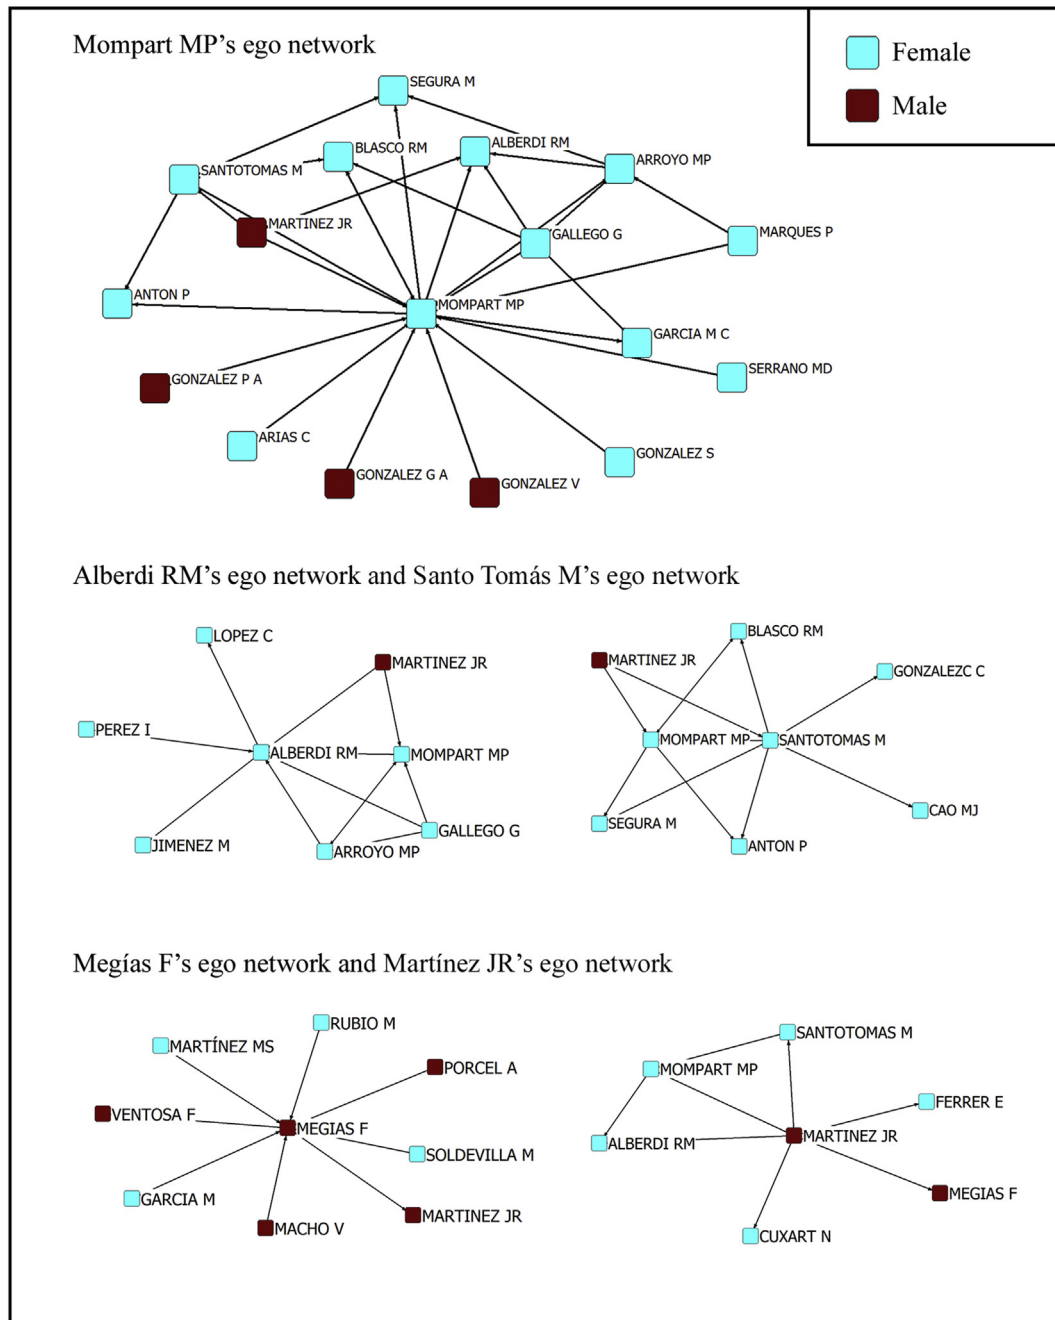 Mompart MP's ego network
Female
Male
SEGURA M
BLASCO RM
ALBERDI RM
ARROYO MP
SANTOTOMAS M
MARTINEZ JR
GALLEGO G
MARQUES P
ANTON P
MOMPART MP
GARCIA M C
SERRANO MD
GONZALEZ P A
ARIAS C
GONZALEZ S
GONZALEZ G A
GONZALEZ V
Alberdi RM's ego network and Santo Tomás M's ego network
LOPEZ C
MARTINEZ JR
PEREZ I
ALBERDI RM
MOMPART MP
GALLEGO G
JIMENEZ M
ARROYO MP
BLASCO RM
MARTINEZ JR
GONZALEZC C
MOMPART MP
SANTOTOMAS M
SEGURA M
CAO MJ
ANTON P
Megías F's ego network and Martínez JR's ego network
RUBIO M
MARTÍNEZ MS
PORCEL A
VENTOSA F
MEGIAS F
SOLDEVILLA M
GARCIA M
MARTINEZ JR
MACHO V
SANTOTOMAS M
MOMPART MP
FERRER E
ALBERDI RM
MARTINEZ JR
MEGIAS F
CUXART N